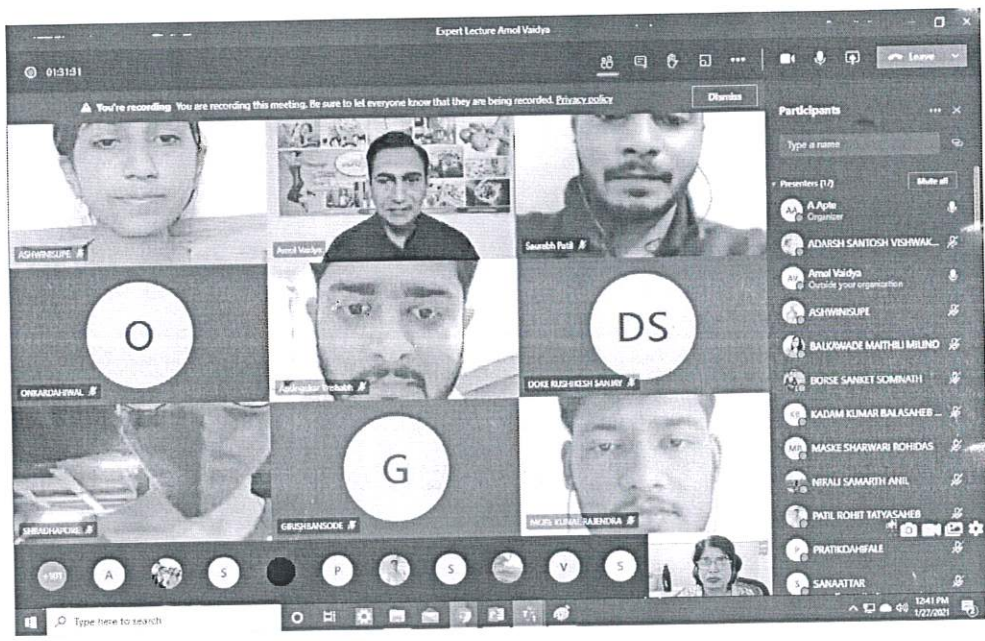 Expert Lecture Amol Vaidya
01:31:31
Leave
You're recording You are recording this meeting. Be sure to let everyone know that they are being recorded. Privacy policy
Dismiss
Participants
Type a name
Presenters (17)
Mute all
AA
A Apte
Organizer
ADARSH SANTOSH VISHWAK...
AV
Amol Vaidya
Outside your organization
ASHWINISUPE
BALKAWADE MAITHILI MILIND
BORSE SANKET SOMNATH
KADAM KUMAR BALASAHEB ...
MASKE SHARWARI ROHIDAS
NIRALI SAMARTH ANIL
PATIL ROHIT TATYASAHEB
P
PRATIKDAHIFALE
S
SANAATTAR
ASHWINISUPE
Amol Vaidya
Saurabh Patil
O
ONKARDAHIWAL
DS
DOKE RUSHIKESH SANJAY
G
GIRISHBANSODE
MORE KUNAL RAJENDRA
+101
A
S
P
S
V
S
Type here to search
12:41 PM
1/27/2021